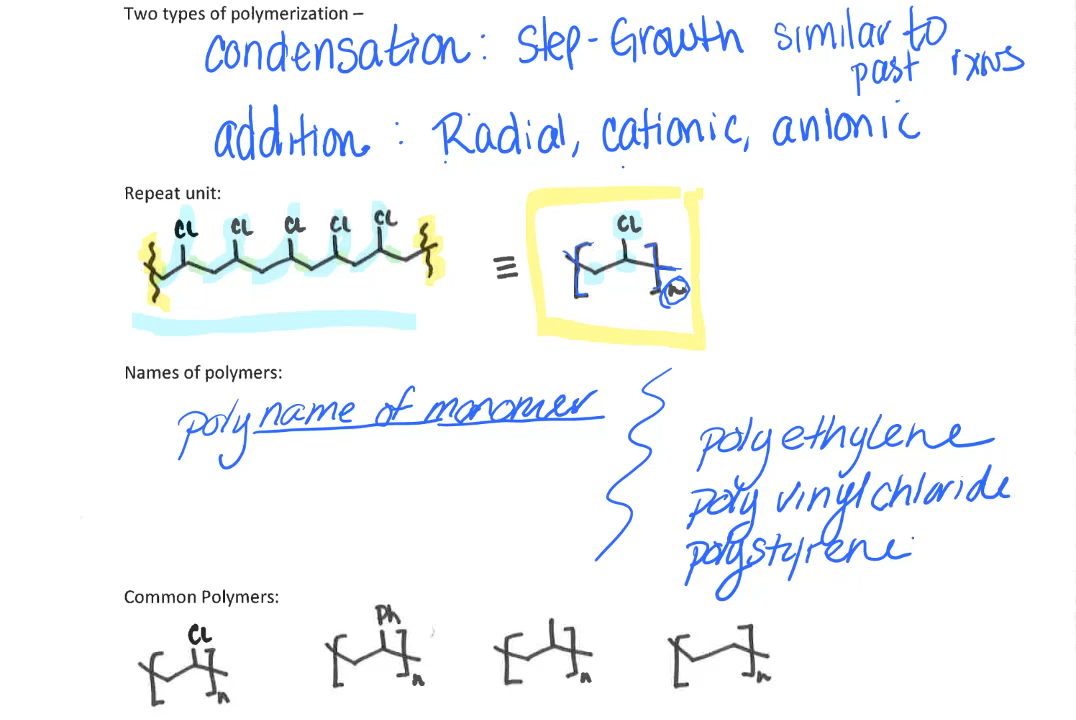 Two types of polymerization –
condensation: Step-Growth similar to
past rxns
addition : Radial, cationic, anionic
Repeat unit:
CL CL CL CL CL
CL
≡ [ ]n
Names of polymers:
poly name of monomer
polyethylene
poly vinylchloride
polystyrene
Common Polymers:
CL Ph
[ ]n [ ]n [ ]n [ ]n